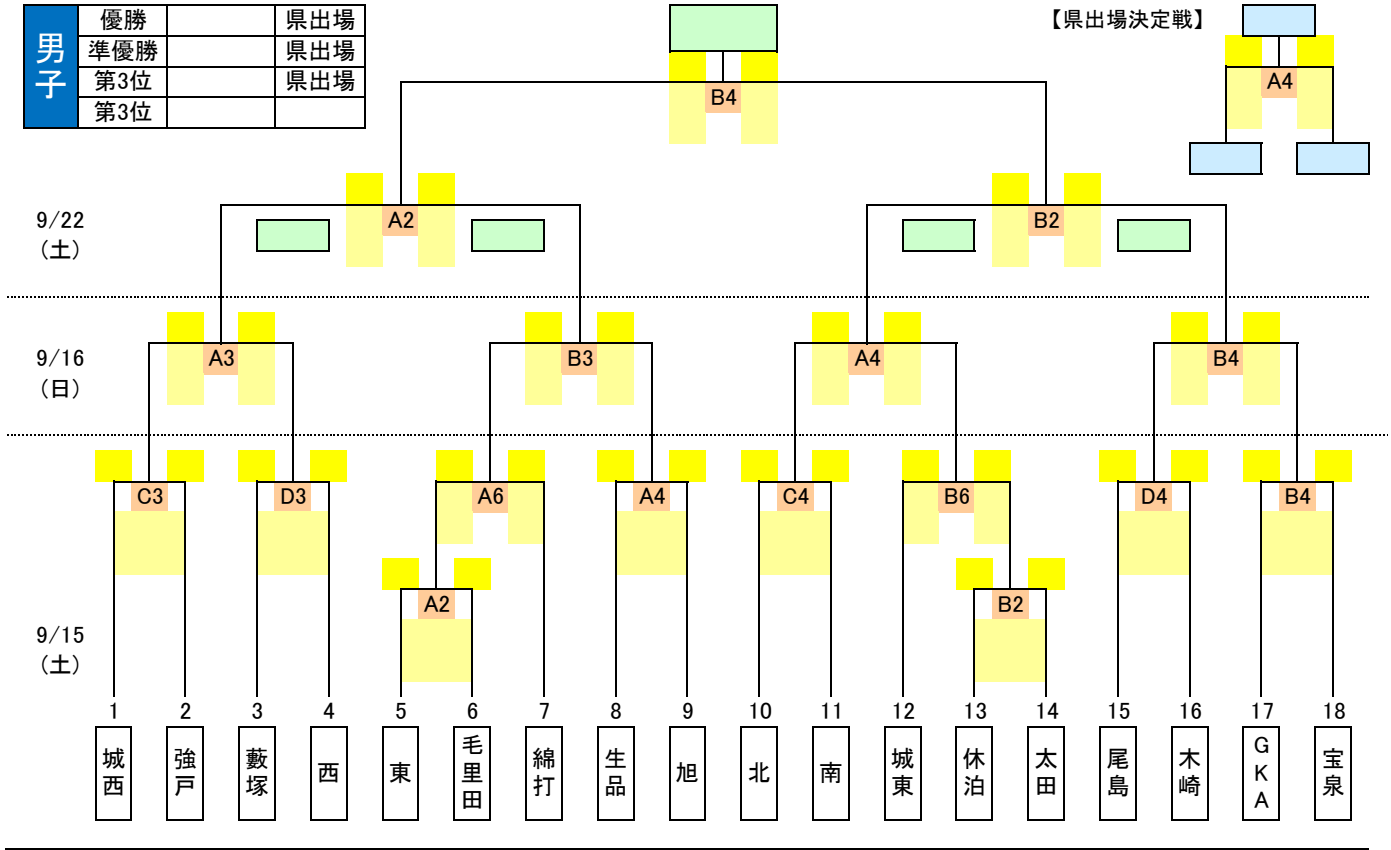 男子
優勝 県出場
準優勝 県出場
第3位 県出場
第3位
【県出場決定戦】
B4
A4
9/22
(土)
A2
B2
9/16
(日)
A3
B3
A4
B4
C3
D3
A6
A4
C4
B6
D4
B4
A2
B2
9/15
(土)
1 2 3 4 5 6 7 8 9 10 11 12 13 14 15 16 17 18
城西 強戸 藪塚 西 東 毛里田 綿打 生品 旭 北 南 城東 休泊 太田 尾島 木崎 GKA 宝泉